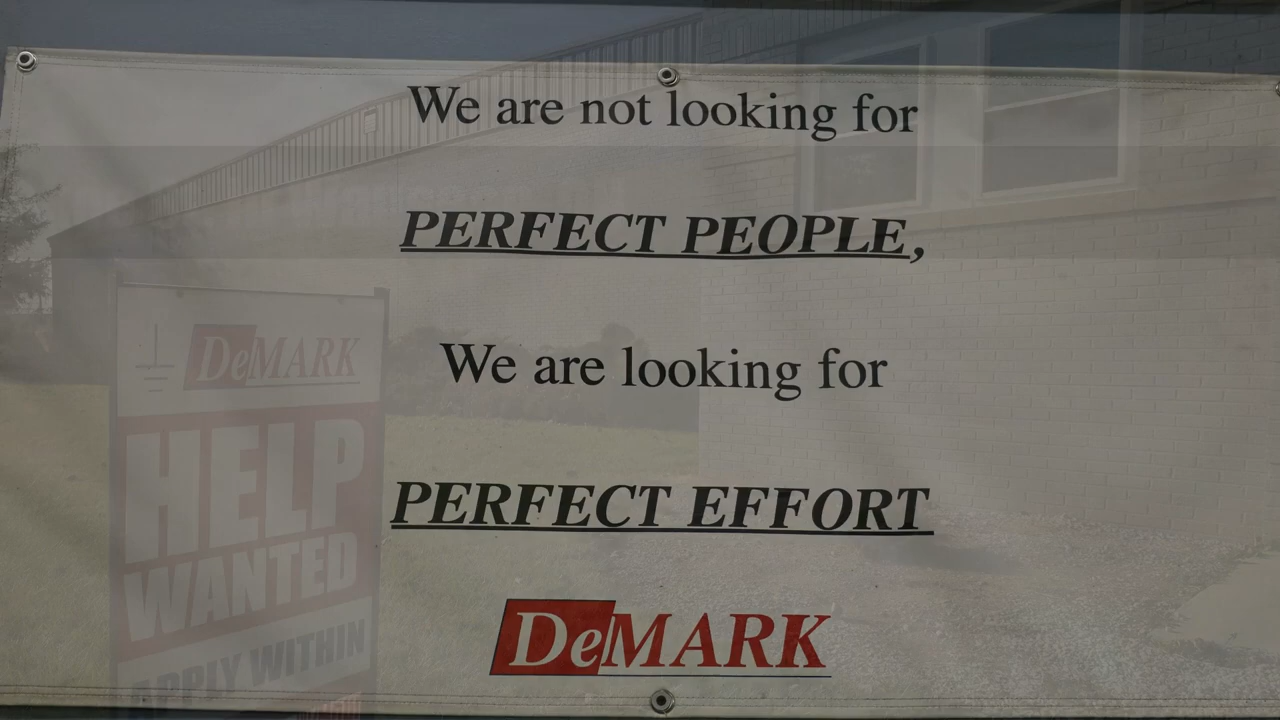 We are not looking for
PERFECT PEOPLE,
We are looking for
PERFECT EFFORT
DeMARK
DeMARK
HELP
WANTED
APPLY WITHIN